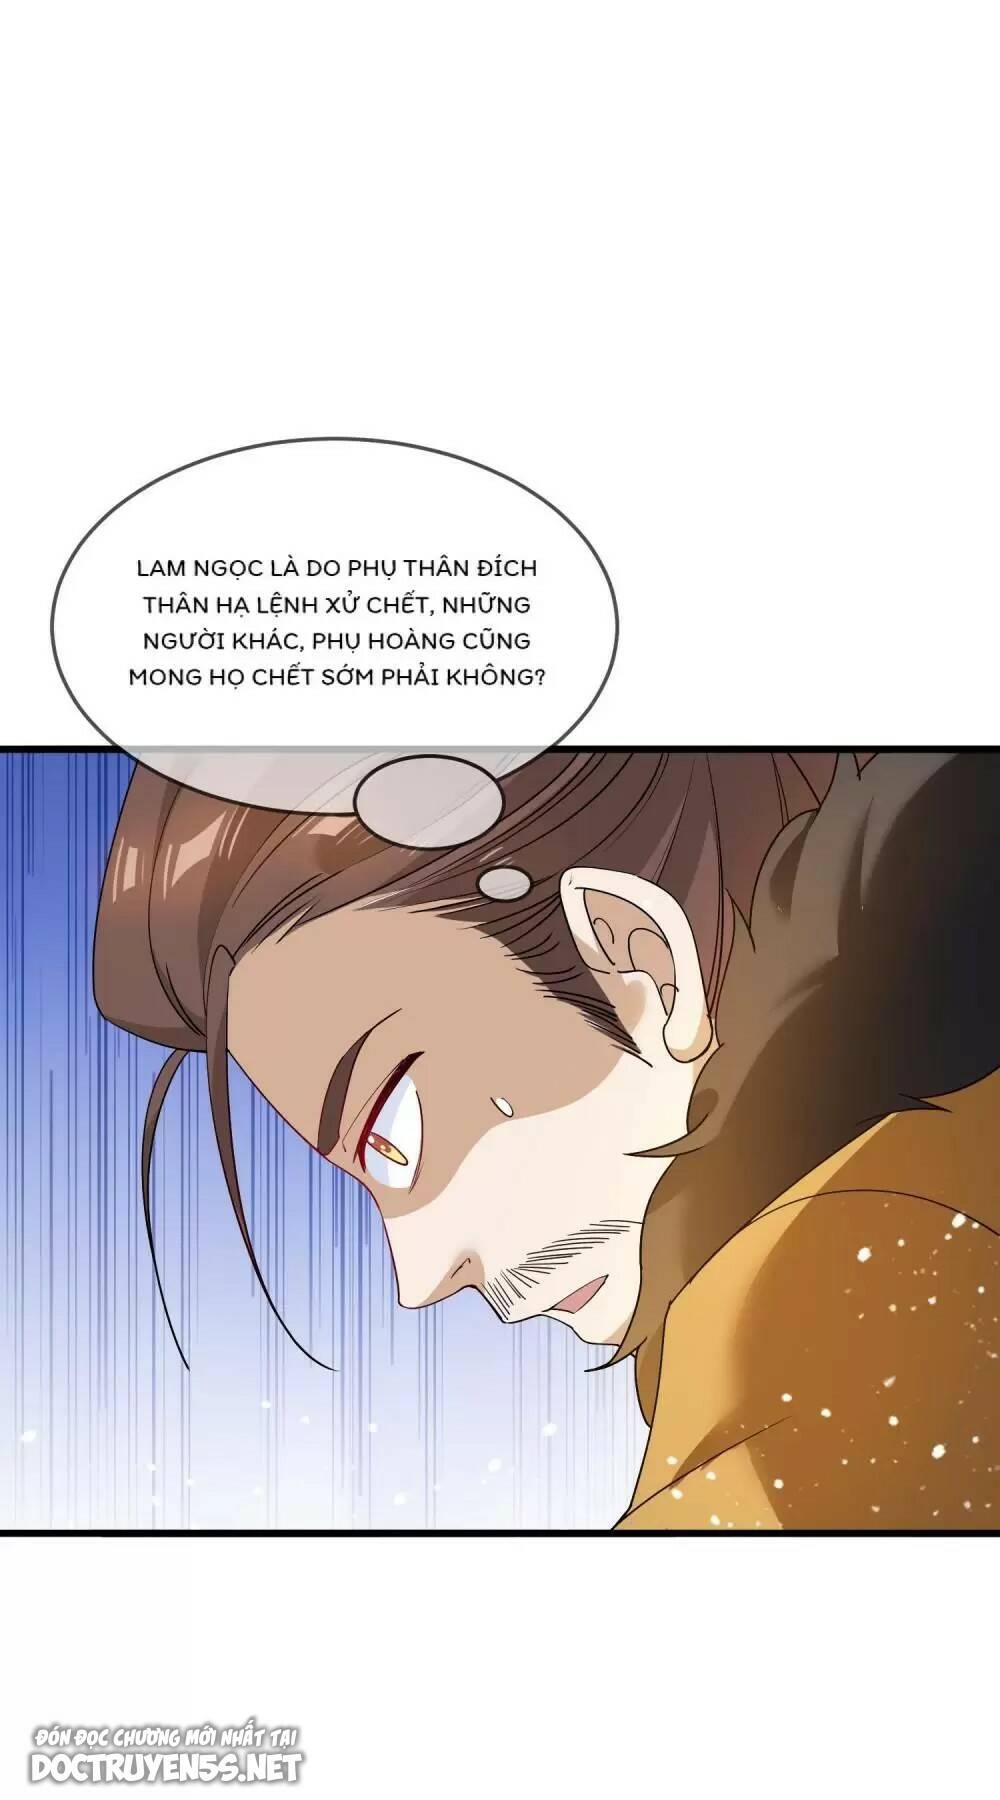 LAM NGỌC LÀ DO PHỤ THÂN ĐÍCH
THÂN HẠ LỆNH XỬ CHẾT, NHỮNG
NGƯỜI KHÁC, PHỤ HOÀNG CŨNG
MONG HỌ CHẾT SỚM PHẢI KHÔNG?
ĐÓN ĐỌC CHƯƠNG MỚI NHẤT TẠI
DOCTRUYEN5S.NET